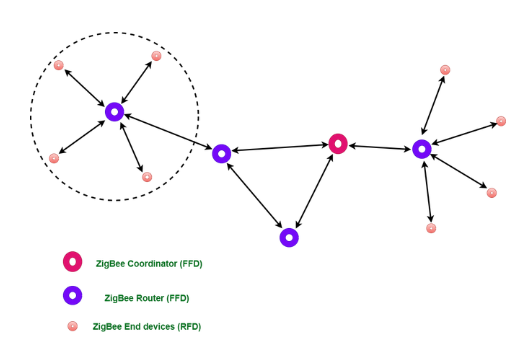 ZigBee Coordinator (FFD)
ZigBee Router (FFD)
ZigBee End devices (RFD)